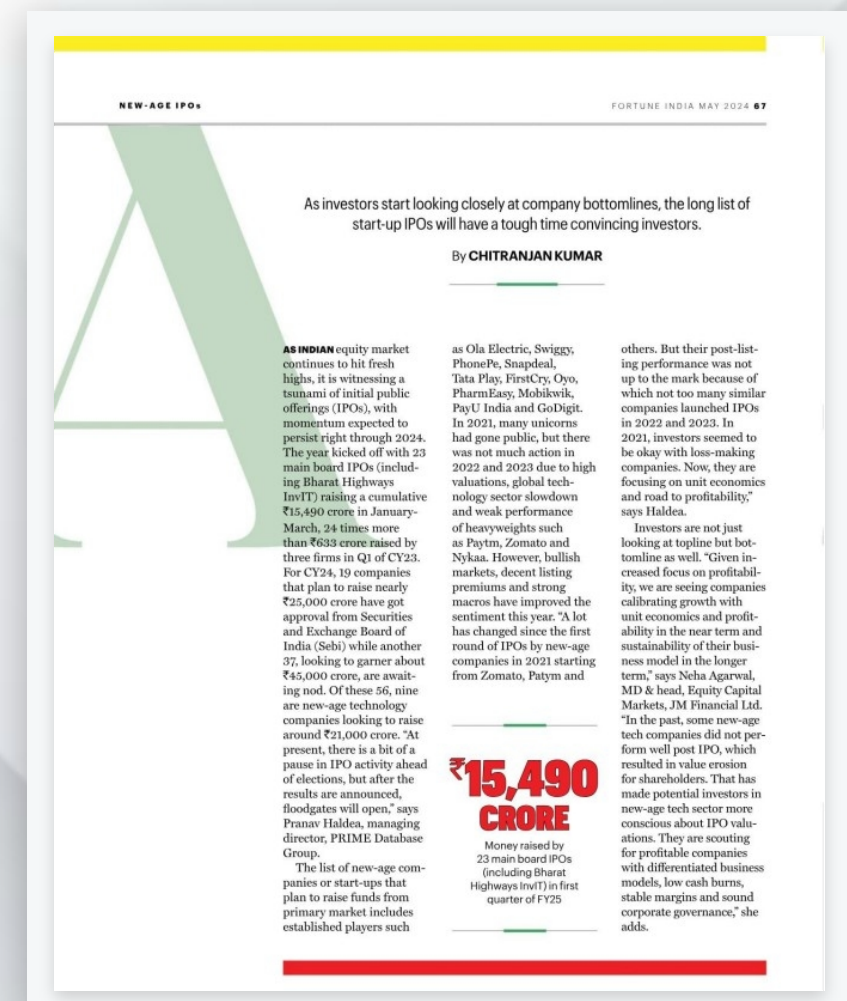 NEW-AGE IPOs
FORTUNE INDIA MAY 2024 67
As investors start looking closely at company bottomlines, the long list of
start-up IPOs will have a tough time convincing investors.
By CHITRANJAN KUMAR
A
AS INDIAN equity market
continues to hit fresh
highs, it is witnessing a
tsunami of initial public
offerings (IPOs), with
momentum expected to
persist right through 2024.
The year kicked off with 23
main board IPOs (includ-
ing Bharat Highways
InvIT) raising a cumulative
₹15,490 crore in January-
March, 24 times more
than ₹633 crore raised by
three firms in Q1 of CY23.
For CY24, 19 companies
that plan to raise nearly
₹25,000 crore have got
approval from Securities
and Exchange Board of
India (Sebi) while another
37, looking to garner about
₹45,000 crore, are await-
ing nod. Of these 56, nine
are new-age technology
companies looking to raise
around ₹21,000 crore. "At
present, there is a bit of a
pause in IPO activity ahead
of elections, but after the
results are announced,
floodgates will open," says
Pranav Haldea, managing
director, PRIME Database
Group.
The list of new-age com-
panies or start-ups that
plan to raise funds from
primary market includes
established players such
as Ola Electric, Swiggy,
PhonePe, Snapdeal,
Tata Play, FirstCry, Oyo,
PharmEasy, Mobikwik,
PayU India and GoDigit.
In 2021, many unicorns
had gone public, but there
was not much action in
2022 and 2023 due to high
valuations, global tech-
nology sector slowdown
and weak performance
of heavyweights such
as Paytm, Zomato and
Nykaa. However, bullish
markets, decent listing
premiums and strong
macros have improved the
sentiment this year. "A lot
has changed since the first
round of IPOs by new-age
companies in 2021 starting
from Zomato, Patym and
₹15,490
CRORE
Money raised by
23 main board IPOs
(including Bharat
Highways InvIT) in first
quarter of FY25
others. But their post-list-
ing performance was not
up to the mark because of
which not too many similar
companies launched IPOs
in 2022 and 2023. In
2021, investors seemed to
be okay with loss-making
companies. Now, they are
focusing on unit economics
and road to profitability,"
says Haldea.
Investors are not just
looking at topline but bot-
tomline as well. "Given in-
creased focus on profitabil-
ity, we are seeing companies
calibrating growth with
unit economics and profit-
ability in the near term and
sustainability of their busi-
ness model in the longer
term," says Neha Agarwal,
MD & head, Equity Capital
Markets, JM Financial Ltd.
"In the past, some new-age
tech companies did not per-
form well post IPO, which
resulted in value erosion
for shareholders. That has
made potential investors in
new-age tech sector more
conscious about IPO valu-
ations. They are scouting
for profitable companies
with differentiated business
models, low cash burns,
stable margins and sound
corporate governance," she
adds.